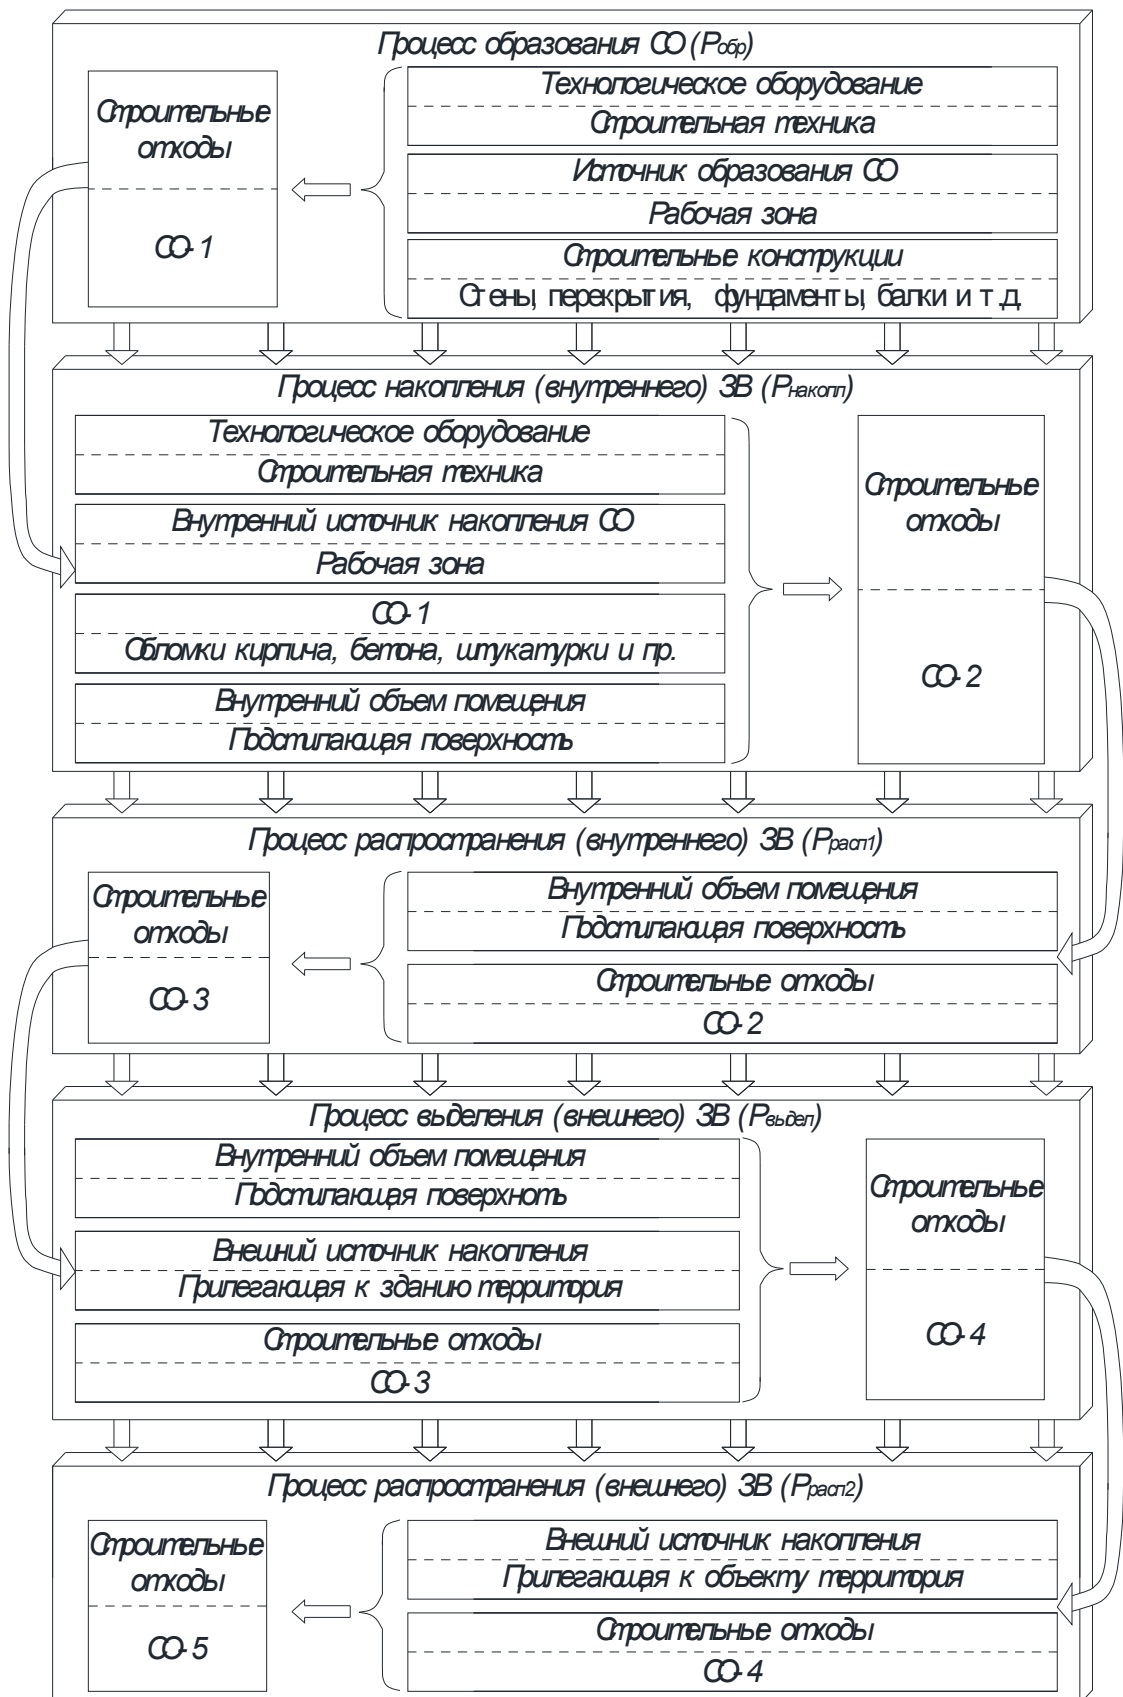 Процесс образования СО (Pобр)
Строительные
отходы
СО-1
Технологическое оборудование
Строительная техника
Источник образования СО
Рабочая зона
Строительные конструкции
Стены, перекрытия, фундаменты, балки и т.д.
Процесс накопления (внутреннего) ЗВ (Pнакопл)
Технологическое оборудование
Строительная техника
Внутренний источник накопления СО
Рабочая зона
СО-1
Обломки кирпича, бетона, штукатурки и пр.
Внутренний объем помещения
Подстилающая поверхность
Строительные
отходы
СО-2
Процесс распространения (внутреннего) ЗВ (Pрасп1)
Строительные
отходы
СО-3
Внутренний объем помещения
Подстилающая поверхность
Строительные отходы
СО-2
Процесс выделения (внешнего) ЗВ (Pвыдел)
Внутренний объем помещения
Подстилающая поверхноть
Внешний источник накопления
Прилегающая к зданию территория
Строительные отходы
СО-3
Строительные
отходы
СО-4
Процесс распространения (внешнего) ЗВ (Pрасп2)
Строительные
отходы
СО-5
Внешний источник накопления
Прилегающая к объекту территория
Строительные отходы
СО-4